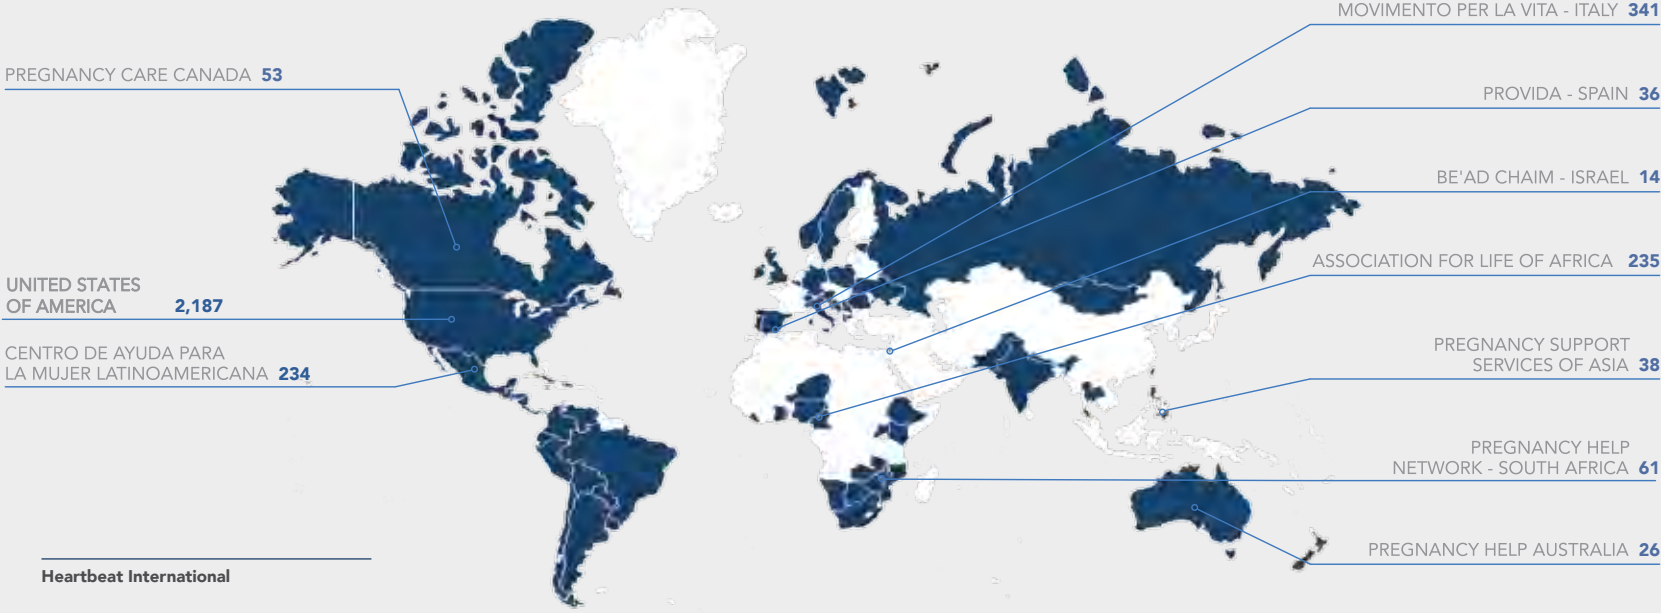 PREGNANCY CARE CANADA 53
UNITED STATES
OF AMERICA 2,187
CENTRO DE AYUDA PARA
LA MUJER LATINOAMERICANA 234
Heartbeat International
MOVIMENTO PER LA VITA - ITALY 341
PROVIDA - SPAIN 36
BE'AD CHAIM - ISRAEL 14
ASSOCIATION FOR LIFE OF AFRICA 235
PREGNANCY SUPPORT
SERVICES OF ASIA 38
PREGNANCY HELP
NETWORK - SOUTH AFRICA 61
PREGNANCY HELP AUSTRALIA 26